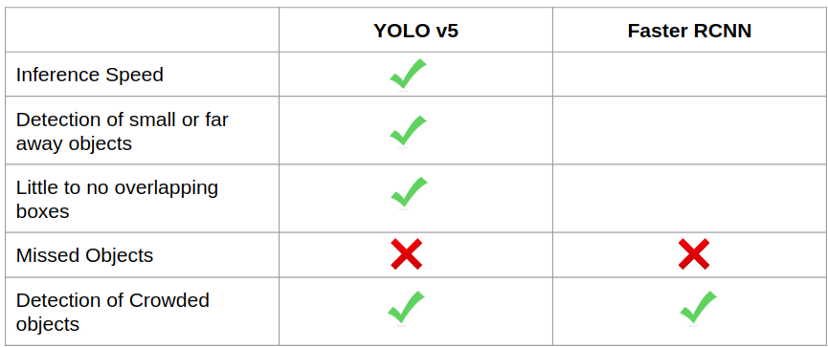 YOLO v5 Faster RCNN
Inference Speed
Detection of small or far
away objects
Little to no overlapping
boxes
Missed Objects
Detection of Crowded
objects